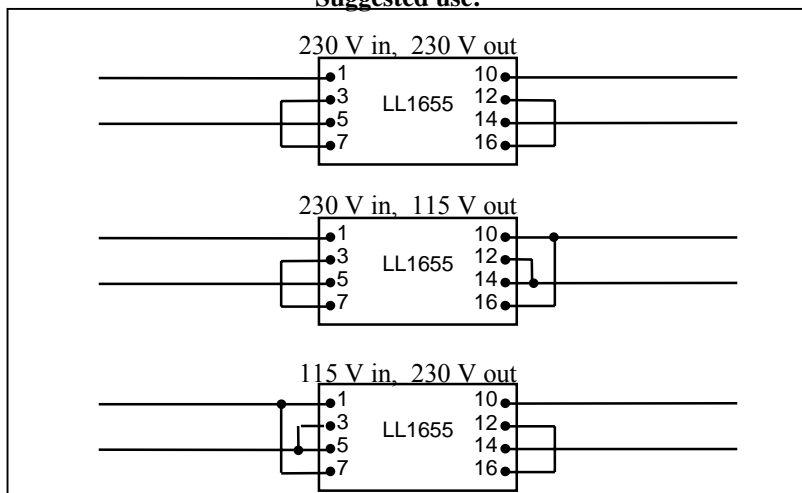 Suggested use:
230 V in, 230 V out
1 10
3 LL1655 12
5 14
7 16
230 V in, 115 V out
1 10
3 LL1655 12
5 14
7 16
115 V in, 230 V out
1 10
3 LL1655 12
5 14
7 16